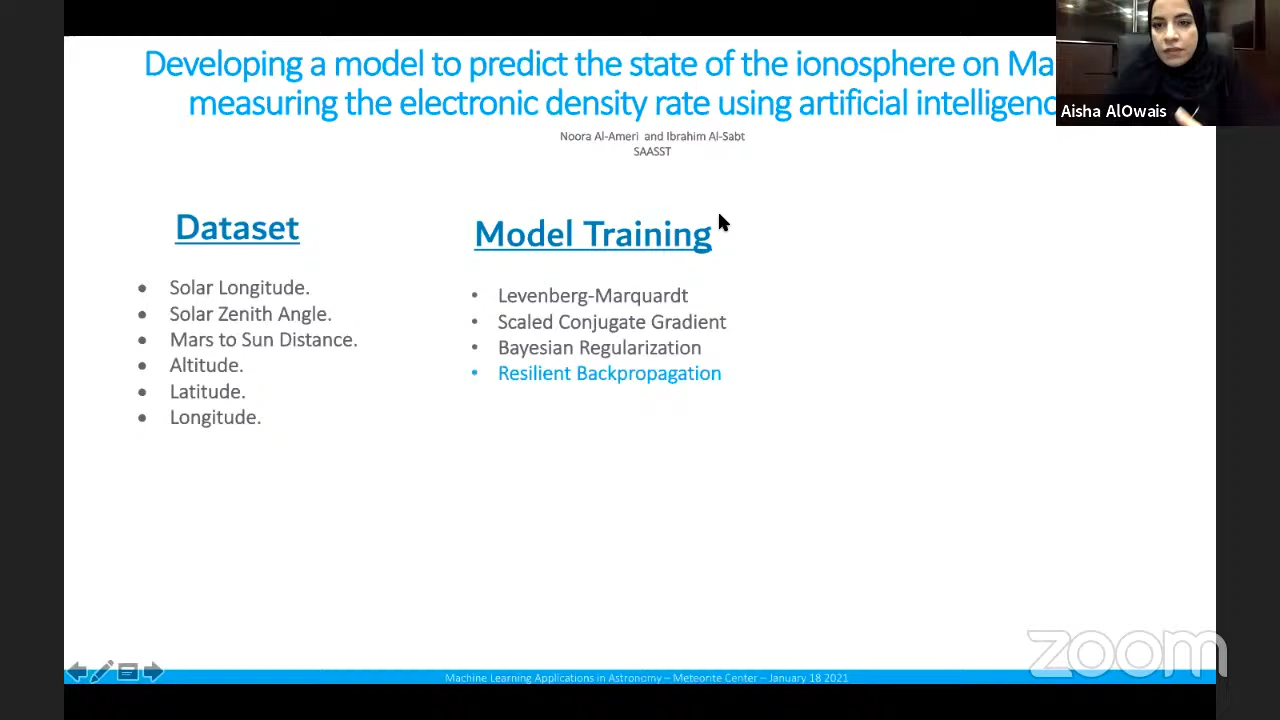 Developing a model to predict the state of the ionosphere on
measuring the electronic density rate using artificial
Noora Al-Ameri and Ibrahim Al-Sabt
SAASST
Aisha AlOwais
Dataset
Solar Longitude.
Solar Zenith Angle.
Mars to Sun Distance.
Altitude.
Latitude.
Longitude.
Model Training
Levenberg-Marquardt
Scaled Conjugate Gradient
Bayesian Regularization
Resilient Backpropagation
zoom
Machine Learning Applications in Astronomy – Meteorite Center – January 18 2021